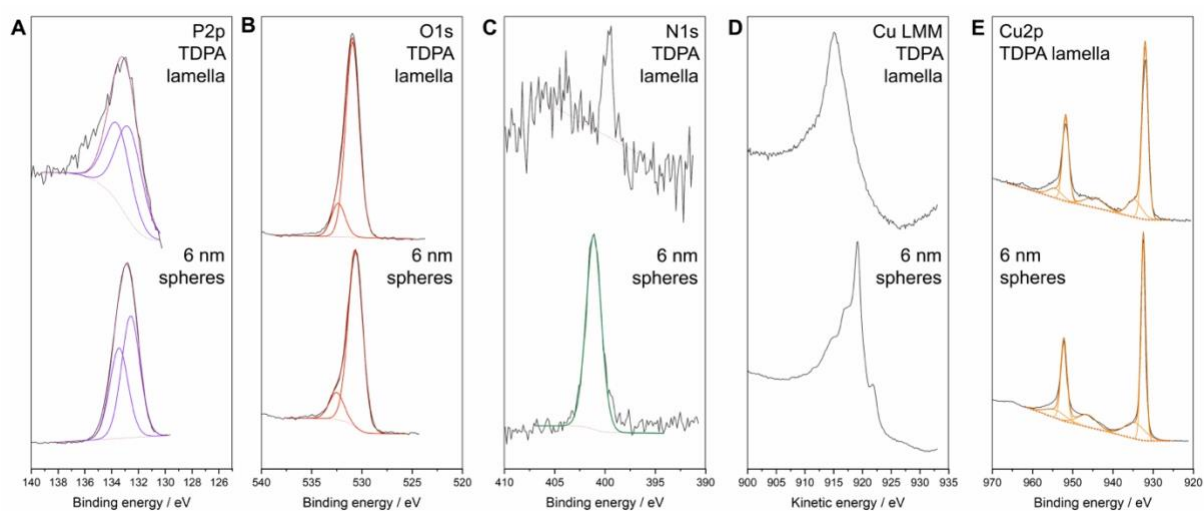 A
P2p
TDPA
lamella
6 nm
spheres
140 138 136 134 132 130 128 126
Binding energy / eV
B
O1s
TDPA
lamella
6 nm
spheres
540 535 530 525 520
Binding energy / eV
C
N1s
TDPA
lamella
6 nm
spheres
410 405 400 395 390
Binding energy / eV
D
Cu LMM
TDPA
lamella
6 nm
spheres
900 905 910 915 920 925 930 935
Kinetic energy / eV
E
Cu2p
TDPA lamella
6 nm
spheres
970 960 950 940 930 920
Binding energy / eV